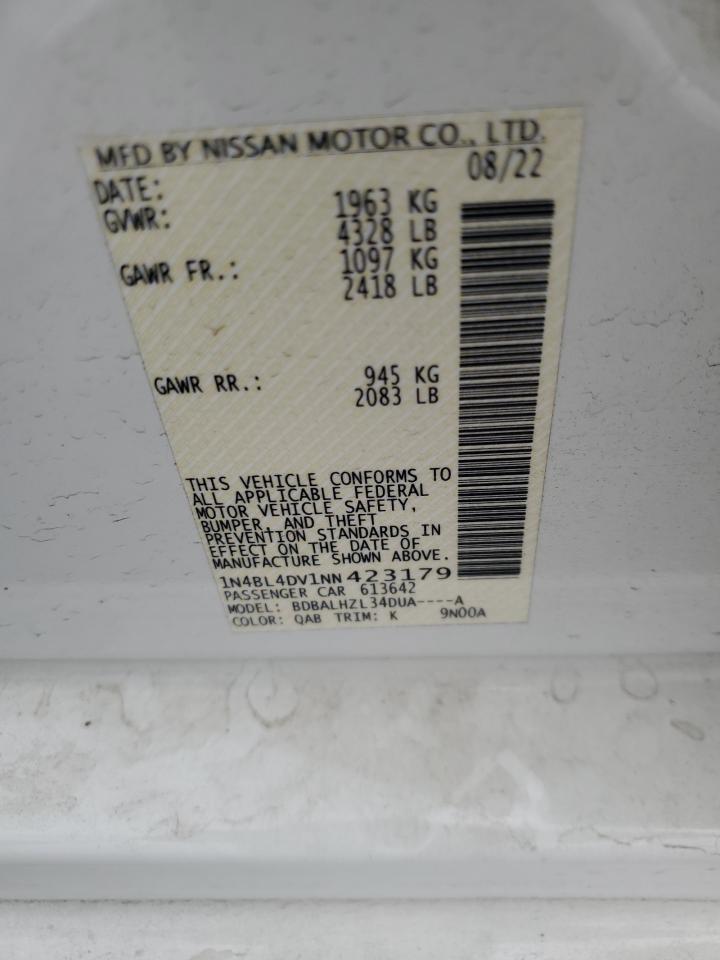 MFD BY NISSAN MOTOR CO., LTD.
DATE: 08/22
GVWR: 1963 KG
4328 LB
GAWR FR.: 1097 KG
2418 LB
GAWR RR.: 945 KG
2083 LB
THIS VEHICLE CONFORMS TO
ALL APPLICABLE FEDERAL
MOTOR VEHICLE SAFETY,
BUMPER, AND THEFT
PREVENTION STANDARDS IN
EFFECT ON THE DATE OF
MANUFACTURE SHOWN ABOVE.
1N4BL4DV1NN423179
PASSENGER CAR 613642
MODEL: BDBALHZL34DUA----A
COLOR: QAB TRIM: K 9N00A